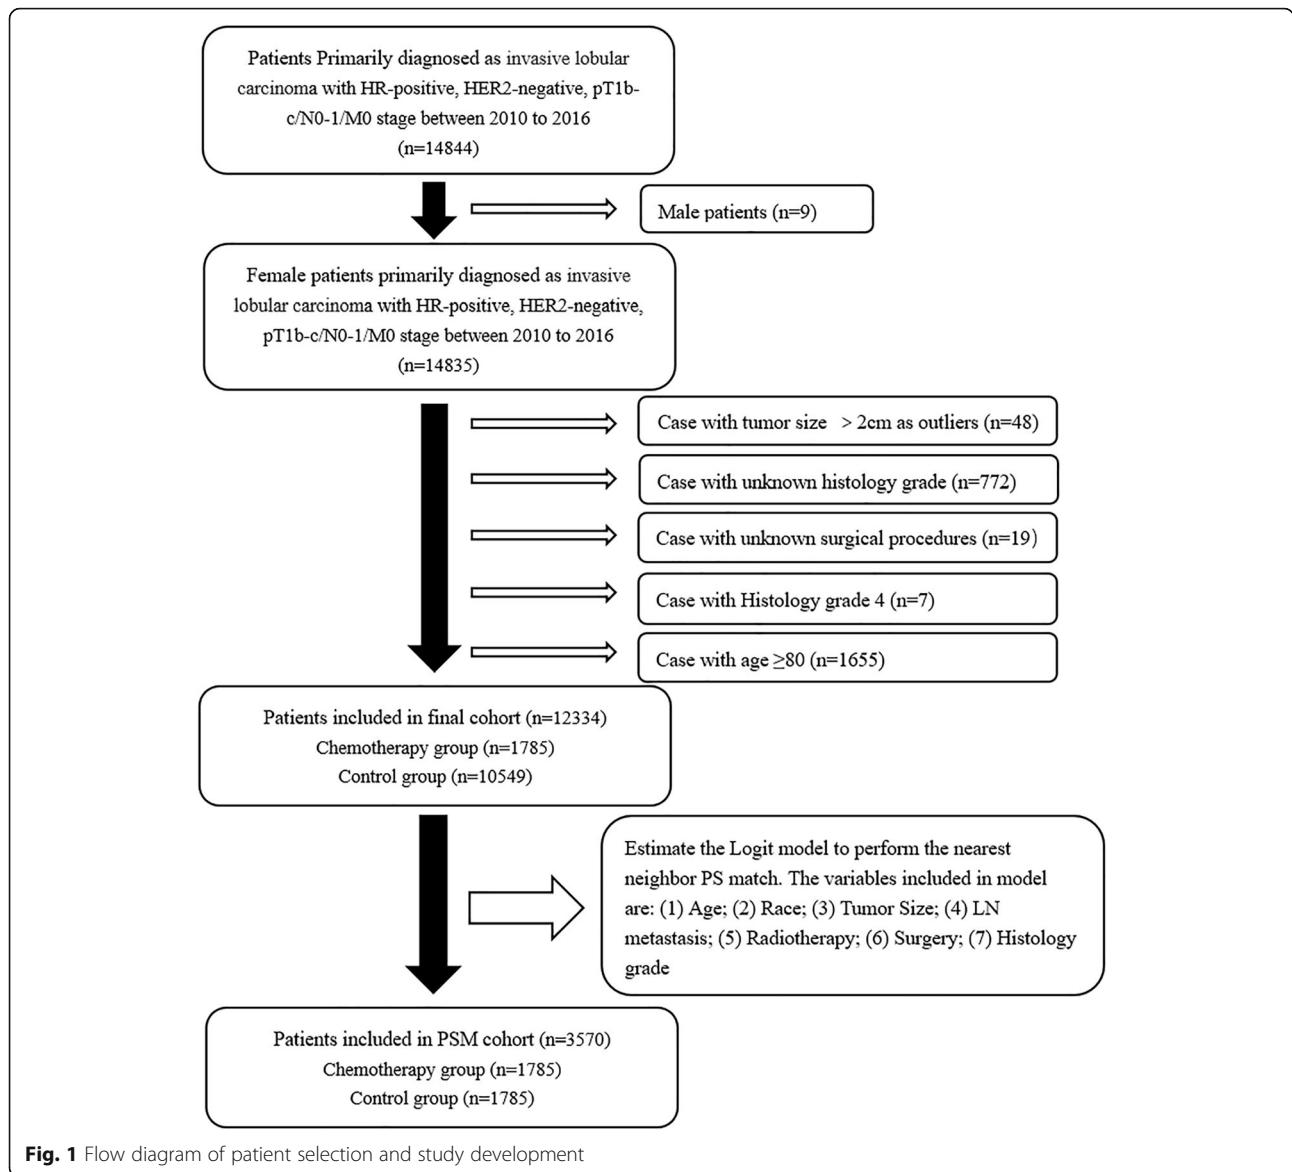 Patients Primarily diagnosed as invasive lobular
carcinoma with HR-positive, HER2-negative, pT1b-
c/N0-1/M0 stage between 2010 to 2016
(n=14844)
Male patients (n=9)
Female patients primarily diagnosed as invasive
lobular carcinoma with HR-positive, HER2-negative,
pT1b-c/N0-1/M0 stage between 2010 to 2016
(n=14835)
Case with tumor size > 2cm as outliers (n=48)
Case with unknown histology grade (n=772)
Case with unknown surgical procedures (n=19)
Case with Histology grade 4 (n=7)
Case with age ≥80 (n=1655)
Patients included in final cohort (n=12334)
Chemotherapy group (n=1785)
Control group (n=10549)
Estimate the Logit model to perform the nearest
neighbor PS match. The variables included in model
are: (1) Age; (2) Race; (3) Tumor Size; (4) LN
metastasis; (5) Radiotherapy; (6) Surgery; (7) Histology
grade
Patients included in PSM cohort (n=3570)
Chemotherapy group (n=1785)
Control group (n=1785)
Fig. 1 Flow diagram of patient selection and study development